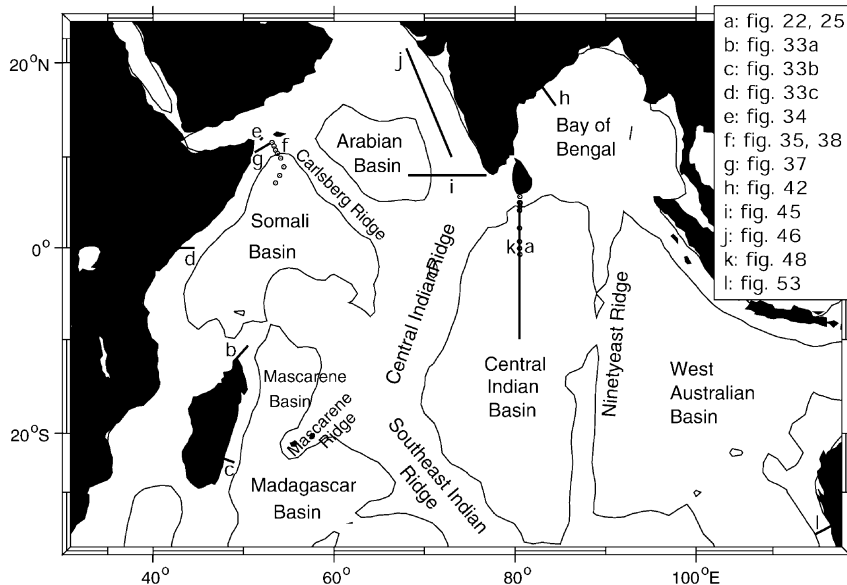 a: fig. 22, 25
b: fig. 33a
c: fig. 33b
d: fig. 33c
e: fig. 34
f: fig. 35, 38
g: fig. 37
h: fig. 42
i: fig. 45
j: fig. 46
k: fig. 48
l: fig. 53
20°N
0°
20°S
40°
60°
80°
100°E
j
h
Bay of
Bengal
l
e
f
g
Arabian
Basin
i
Carlsberg Ridge
Somali
Basin
d
Central Indian Ridge
k
a
b
Mascarene
Basin
Mascarene
Ridge
c
Madagascar
Basin
Southeast Indian
Ridge
Central
Indian
Basin
Ninetyeast Ridge
West
Australian
Basin
l